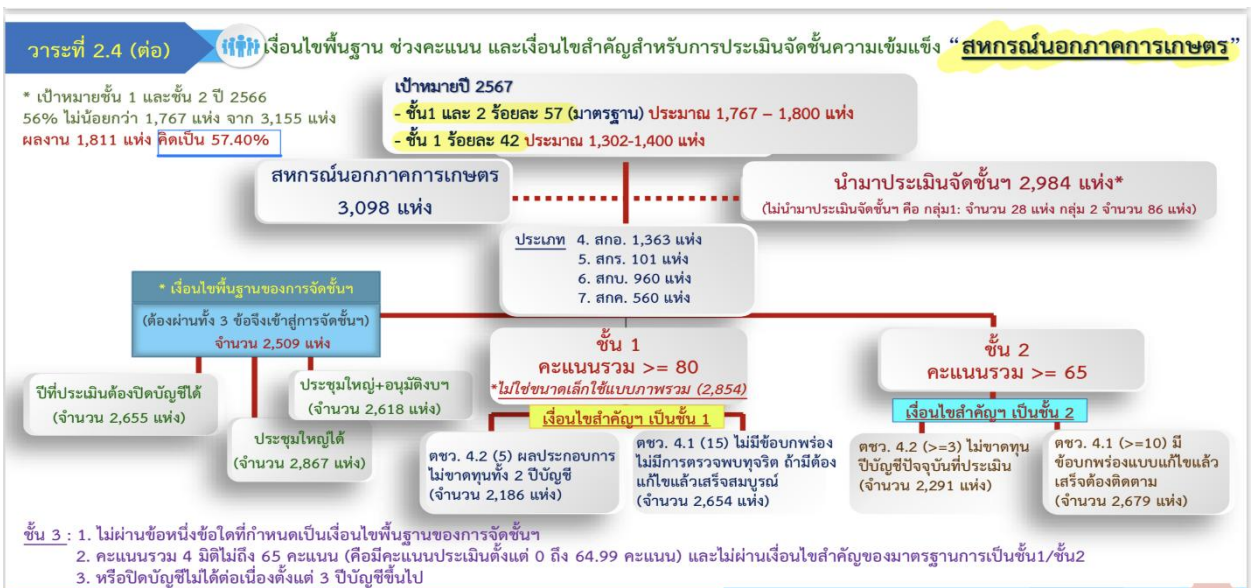 วาระที่ 2.4 (ต่อ)
เงื่อนไขพื้นฐาน ช่วงคะแนน และเงื่อนไขสำคัญสำหรับการประเมินจัดชั้นความเข้มแข็ง “สหกรณ์นอกภาคการเกษตร”
* เป้าหมายชั้น 1 และชั้น 2 ปี 2566
56% ไม่น้อยกว่า 1,767 แห่ง จาก 3,155 แห่ง
ผลงาน 1,811 แห่ง คิดเป็น 57.40%
เป้าหมายปี 2567
- ชั้น1 และ 2 ร้อยละ 57 (มาตรฐาน) ประมาณ 1,767 – 1,800 แห่ง
- ชั้น 1 ร้อยละ 42 ประมาณ 1,302-1,400 แห่ง
สหกรณ์นอกภาคการเกษตร
3,098 แห่ง
นำมาประเมินจัดชั้นฯ 2,984 แห่ง*
(ไม่นำมาประเมินจัดชั้นฯ คือ กลุ่ม1: จำนวน 28 แห่ง กลุ่ม 2 จำนวน 86 แห่ง)
ประเภท 4. สกอ. 1,363 แห่ง
5. สกร. 101 แห่ง
6. สกบ. 960 แห่ง
7. สกค. 560 แห่ง
* เงื่อนไขพื้นฐานของการจัดชั้นฯ
(ต้องผ่านทั้ง 3 ข้อจึงเข้าสู่การจัดชั้นฯ)
จำนวน 2,509 แห่ง
ปีที่ประเมินต้องปิดบัญชีได้
(จำนวน 2,655 แห่ง)
ประชุมใหญ่ได้
(จำนวน 2,867 แห่ง)
ประชุมใหญ่+อนุมัติงบฯ
(จำนวน 2,618 แห่ง)
ชั้น 1
คะแนนรวม >= 80
*ไม่ใช่ขนาดเล็กใช้แบบภาพรวม (2,854)
เงื่อนไขสำคัญฯ เป็นชั้น 1
ตชว. 4.2 (5) ผลประกอบการ
ไม่ขาดทุนทั้ง 2 ปีบัญชี
(จำนวน 2,186 แห่ง)
ตชว. 4.1 (15) ไม่มีข้อบกพร่อง
ไม่มีการตรวจพบทุจริต ถ้ามีต้อง
แก้ไขแล้วเสร็จสมบูรณ์
(จำนวน 2,654 แห่ง)
ชั้น 2
คะแนนรวม >= 65
เงื่อนไขสำคัญฯ เป็นชั้น 2
ตชว. 4.2 (>=3) ไม่ขาดทุน
ปีบัญชีปัจจุบันที่ประเมิน
(จำนวน 2,291 แห่ง)
ตชว. 4.1 (>=10) มี
ข้อบกพร่องแบบแก้ไขแล้ว
เสร็จต้องติดตาม
(จำนวน 2,679 แห่ง)
ชั้น 3 : 1. ไม่ผ่านข้อหนึ่งข้อใดที่กำหนดเป็นเงื่อนไขพื้นฐานของการจัดชั้นฯ
2. คะแนนรวม 4 มิติไม่ถึง 65 คะแนน (คือมีคะแนนประเมินตั้งแต่ 0 ถึง 64.99 คะแนน) และไม่ผ่านเงื่อนไขสำคัญของมาตรฐานการเป็นชั้น1/ชั้น2
3. หรือปิดบัญชีไม่ได้ต่อเนื่องตั้งแต่ 3 ปีบัญชีขึ้นไป